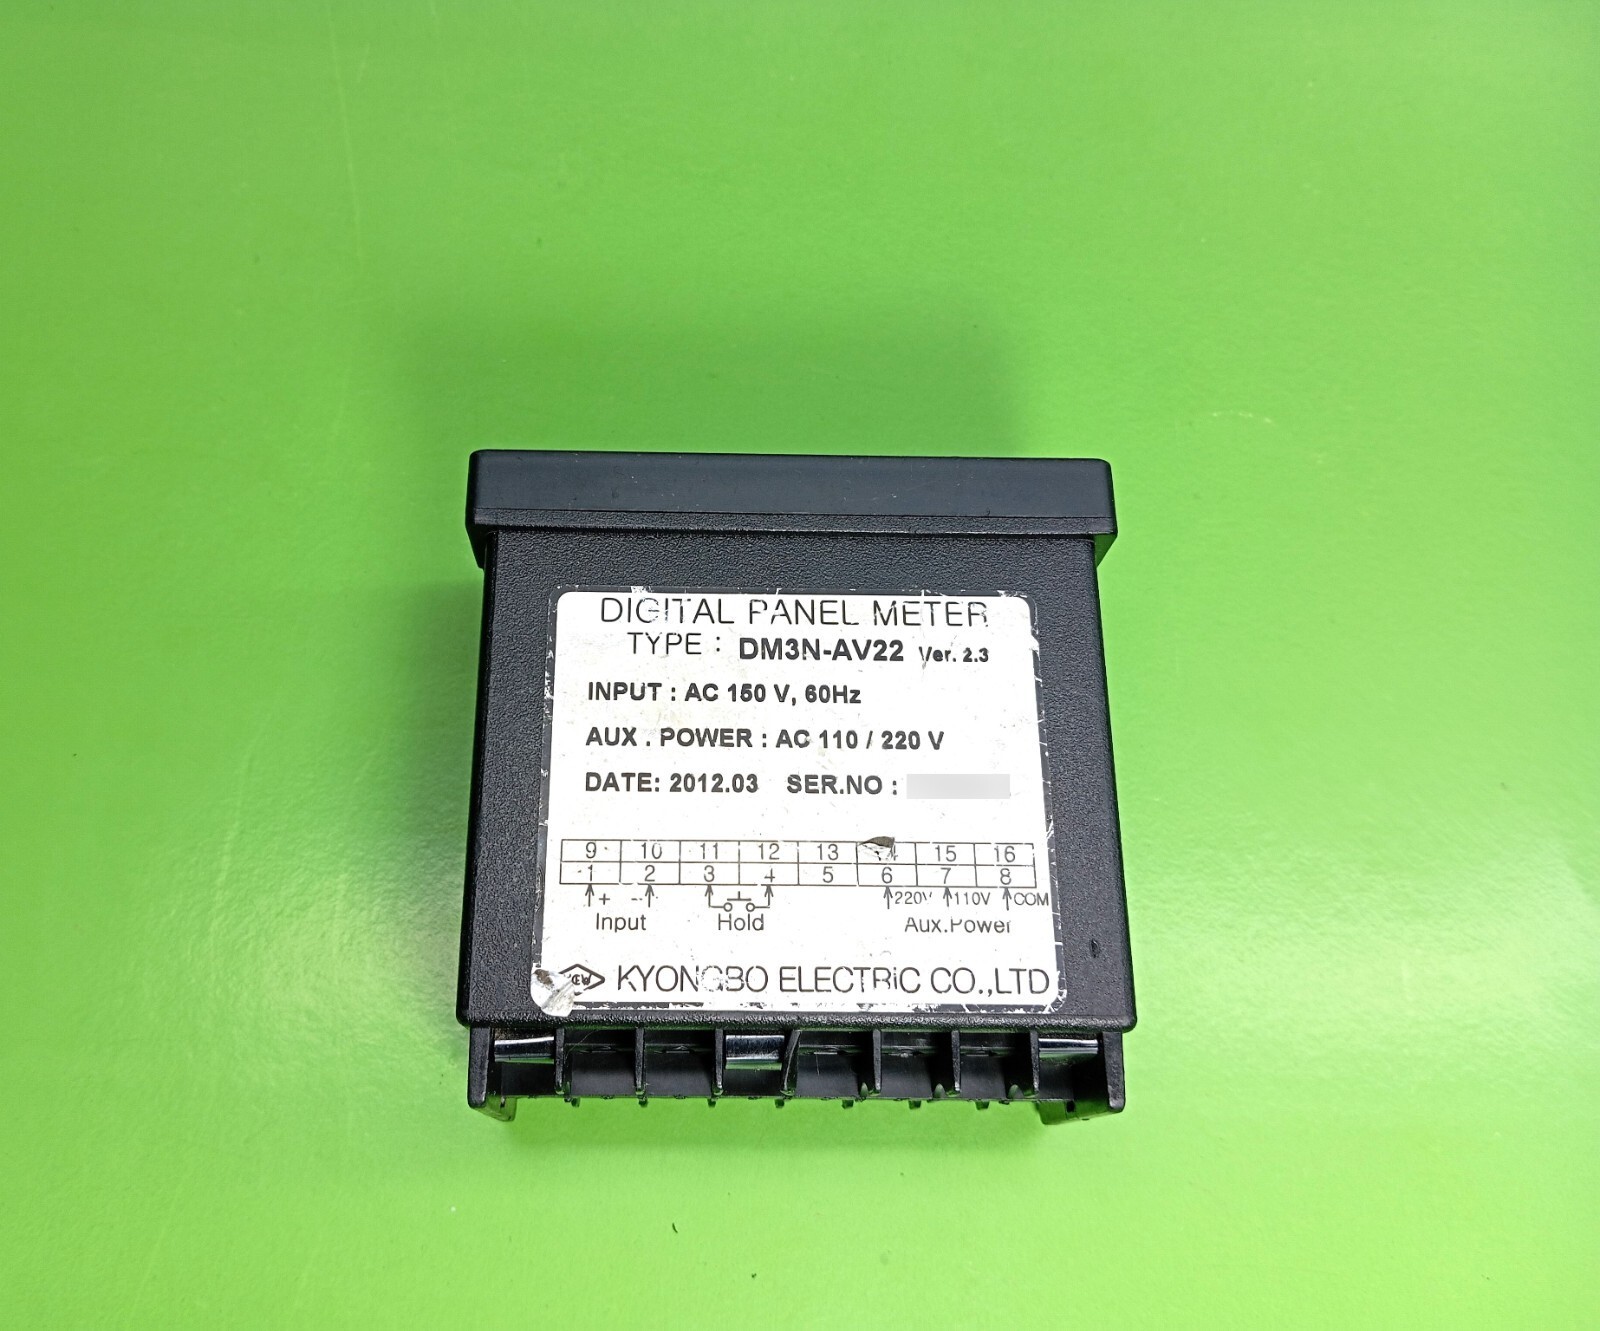 DIGITAL PANEL METER
TYPE : DM3N-AV22 Ver. 2.3
INPUT : AC 150 V, 60Hz
AUX . POWER : AC 110 / 220 V
DATE: 2012.03 SER.NO :
9 10 11 12 13 14 15 16
1 2 3 4 5 6 7 8
+ - 220V 110V COM
Input Hold Aux.Power
KYONGBO ELECTRIC CO.,LTD